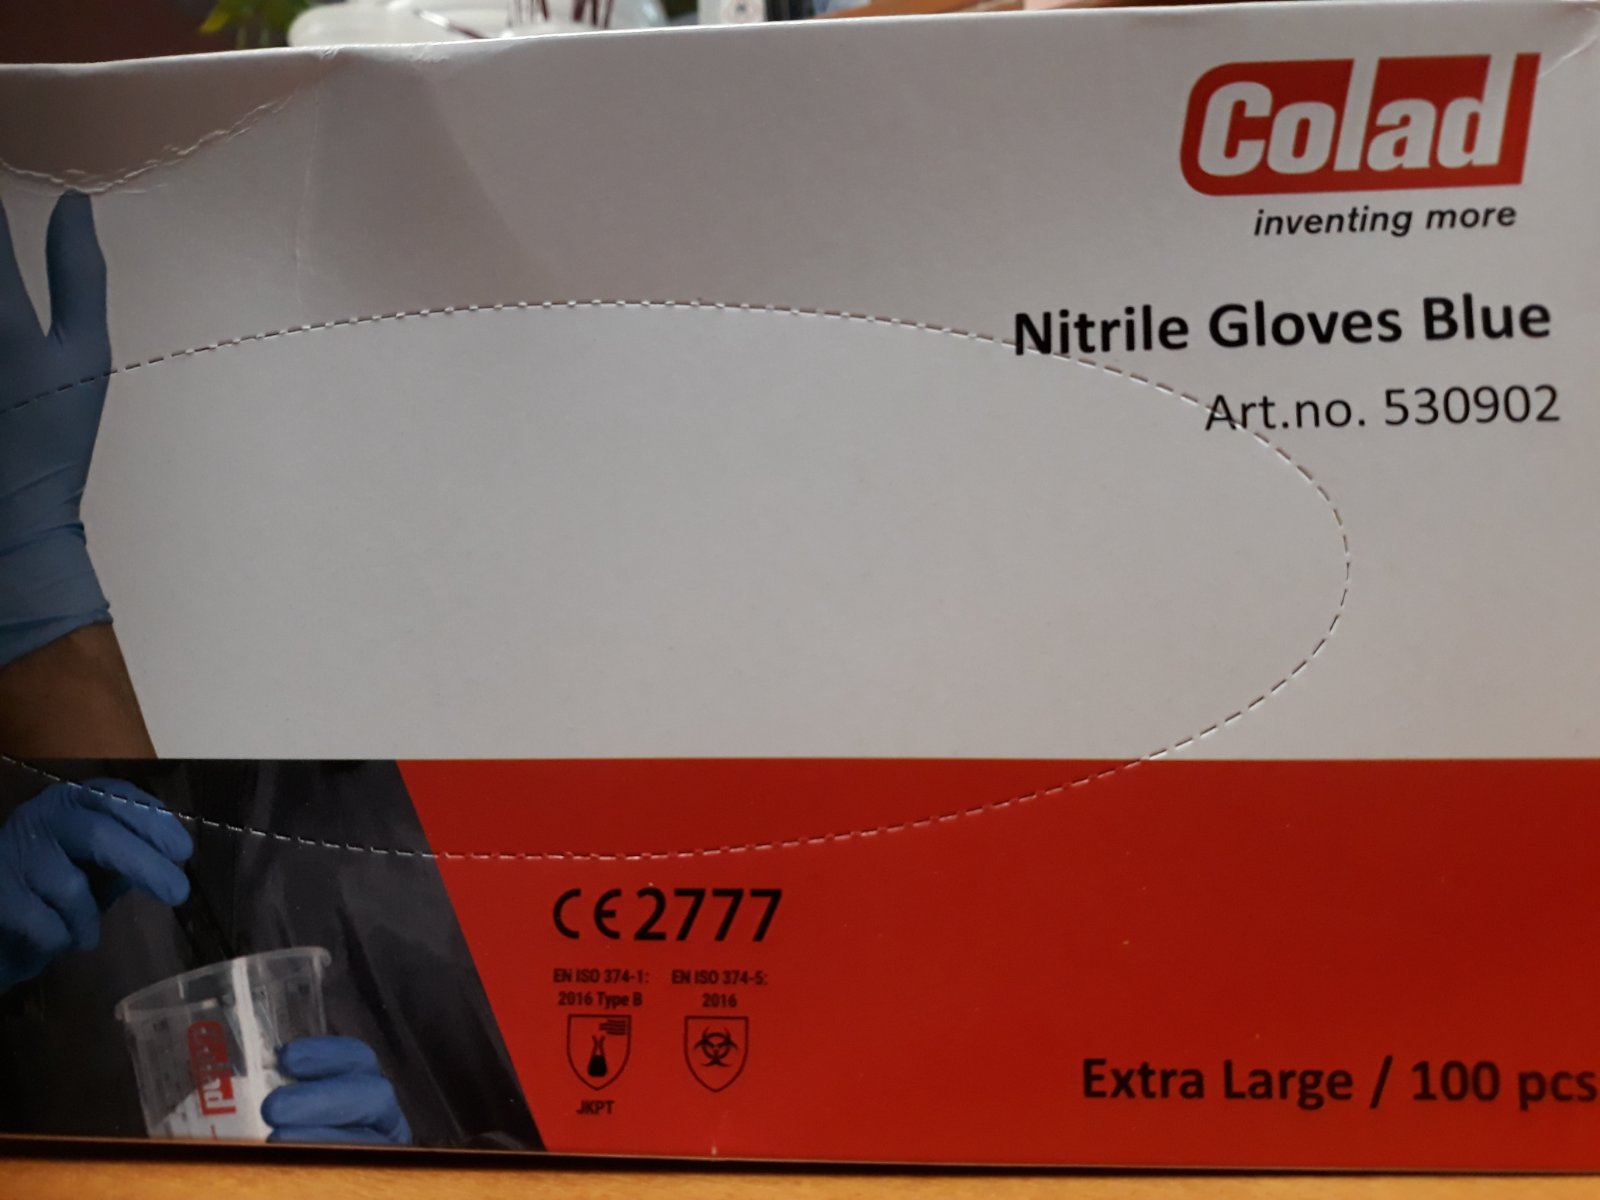 Colad
inventing more
Nitrile Gloves Blue
Art.no. 530902
CE 2777
EN ISO 374-1:
2016 Type B
EN ISO 374-5:
2016
JKPT
Colad
Extra Large / 100 pcs